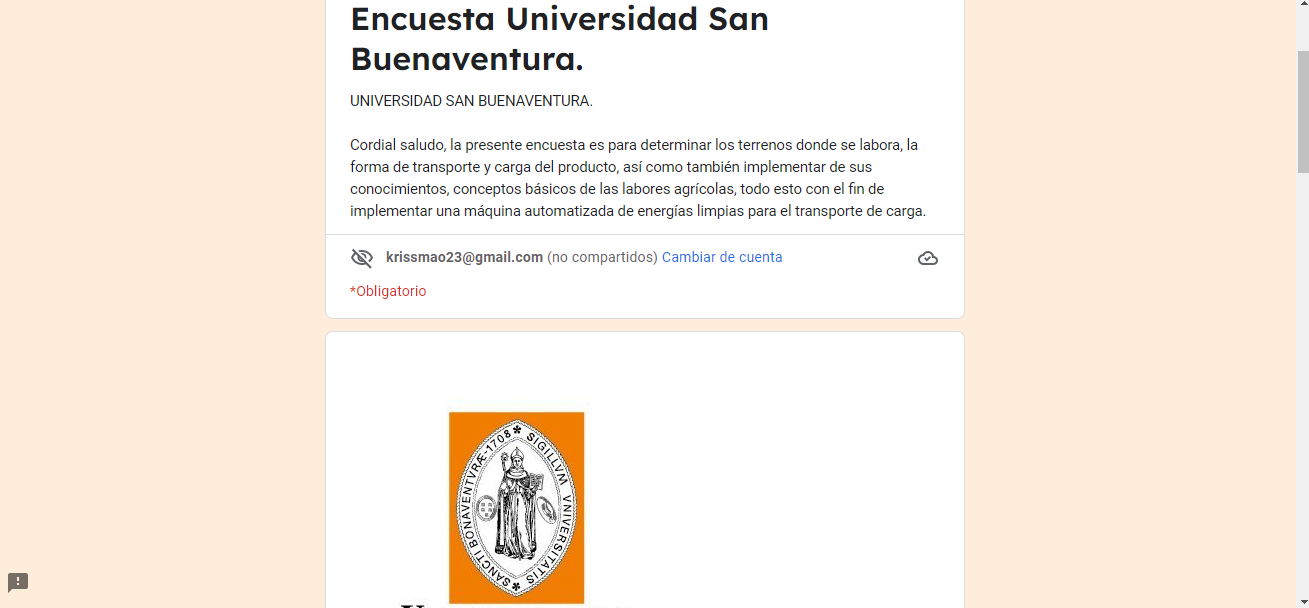 Encuesta Universidad San
Buenaventura.
UNIVERSIDAD SAN BUENAVENTURA.
Cordial saludo, la presente encuesta es para determinar los terrenos donde se labora, la
forma de transporte y carga del producto, así como también implementar de sus
conocimientos, conceptos básicos de las labores agrícolas, todo esto con el fin de
implementar una máquina automatizada de energías limpias para el transporte de carga.
krissmao23@gmail.com (no compartidos) Cambiar de cuenta
*Obligatorio
SIGILLVM VNIVERSITATIS * SANCTI BONAVENTVRÆ-1708 *